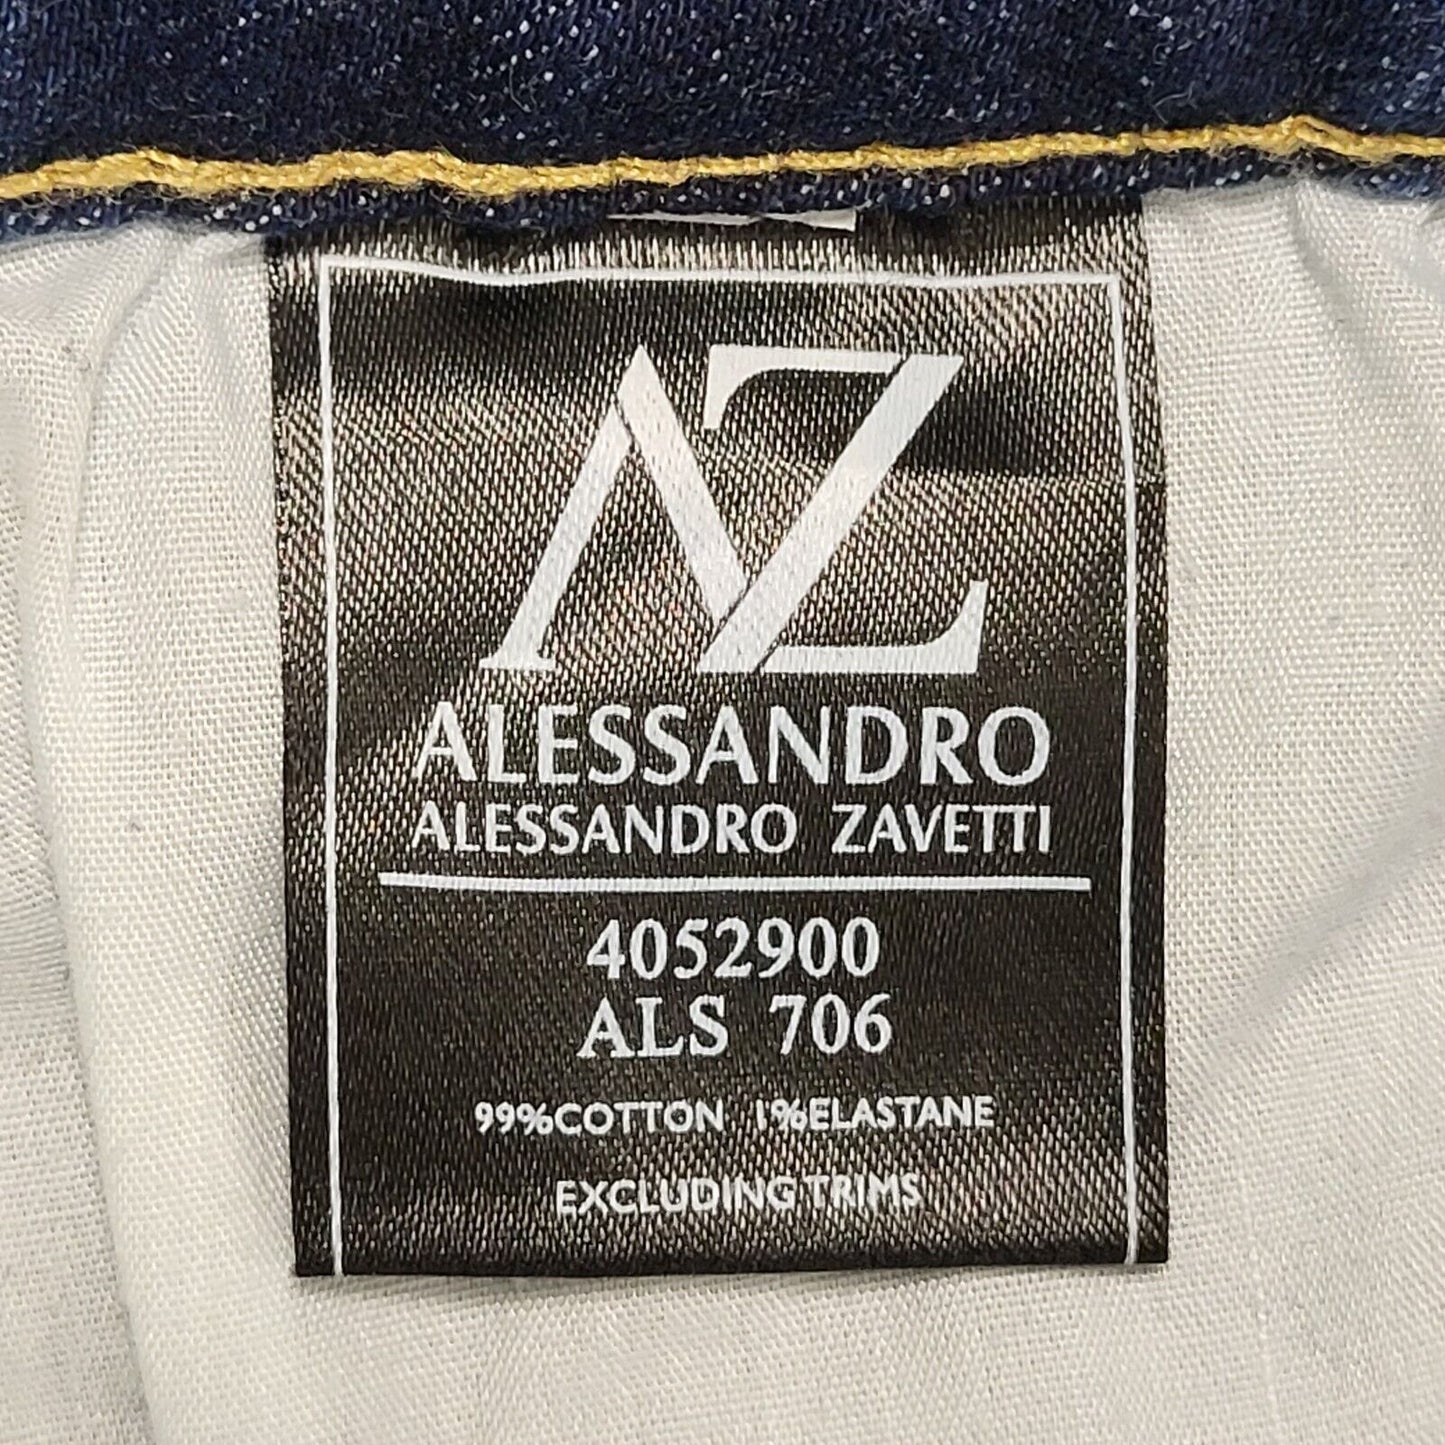 AZ
ALESSANDRO
ALESSANDRO ZAVETTI
4052900
ALS 706
99%COTTON 1%ELASTANE
EXCLUDING TRIMS